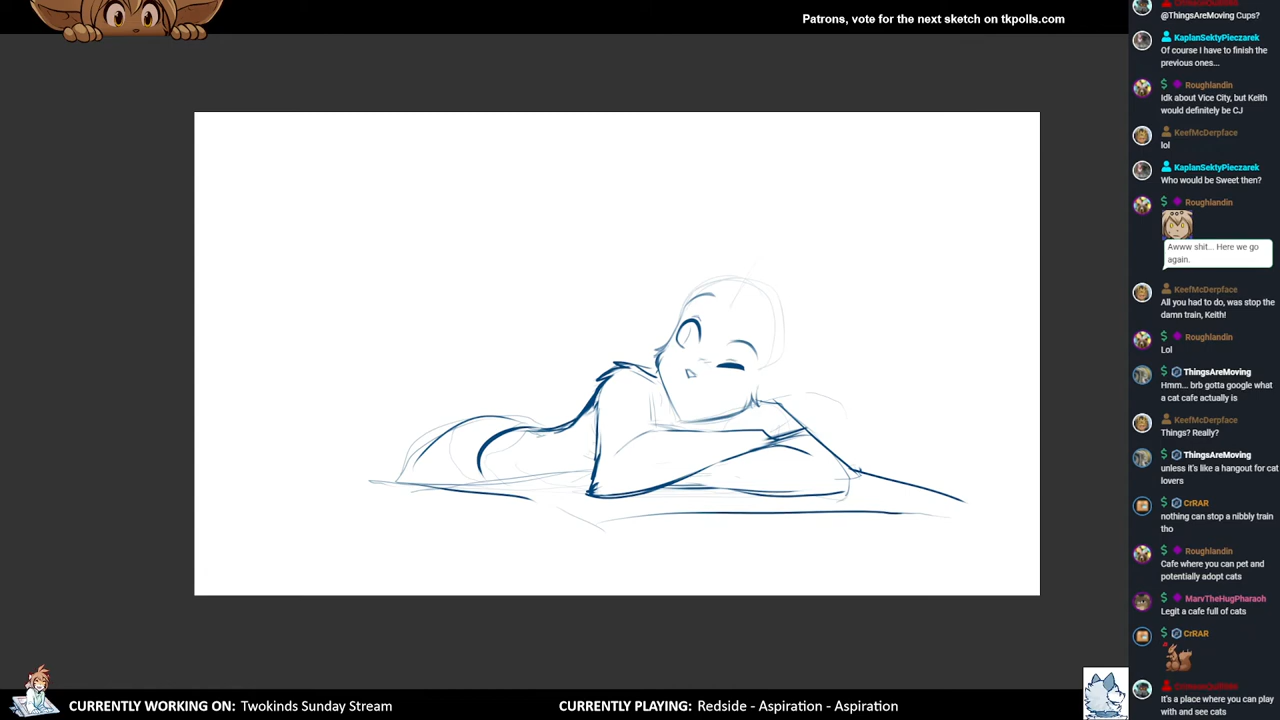 Patrons, vote for the next sketch on tkpolls.com
@ThingsAreMoving Cups?
KaplanSektyPieczarek
Of course I have to finish the
previous ones...
Roughlandin
idk about Vice City, but Keith
would definitely be CJ
KeefMcDerpface
lol
KaplanSektyPieczarek
Who would be Sweet then?
Roughlandin
Awww shit... Here we go
again.
KeefMcDerpface
All you had to do, was stop the
damn train, Keith!
Roughlandin
Lol
ThingsAreMoving
Hmm... brb gotta google what
a cat cafe actually is
KeefMcDerpface
Things? Really?
ThingsAreMoving
unless it's like a hangout for cat
lovers
CrRAR
nothing can stop a nibbly train
tho
Roughlandin
Cafe where you can pet and
potentially adopt cats
MarvTheHugPharaoh
Legit a cafe full of cats
CrRAR
It's a place where you can play
with and see cats
CURRENTLY WORKING ON: Twokinds Sunday Stream
CURRENTLY PLAYING: Redside - Aspiration - Aspiration